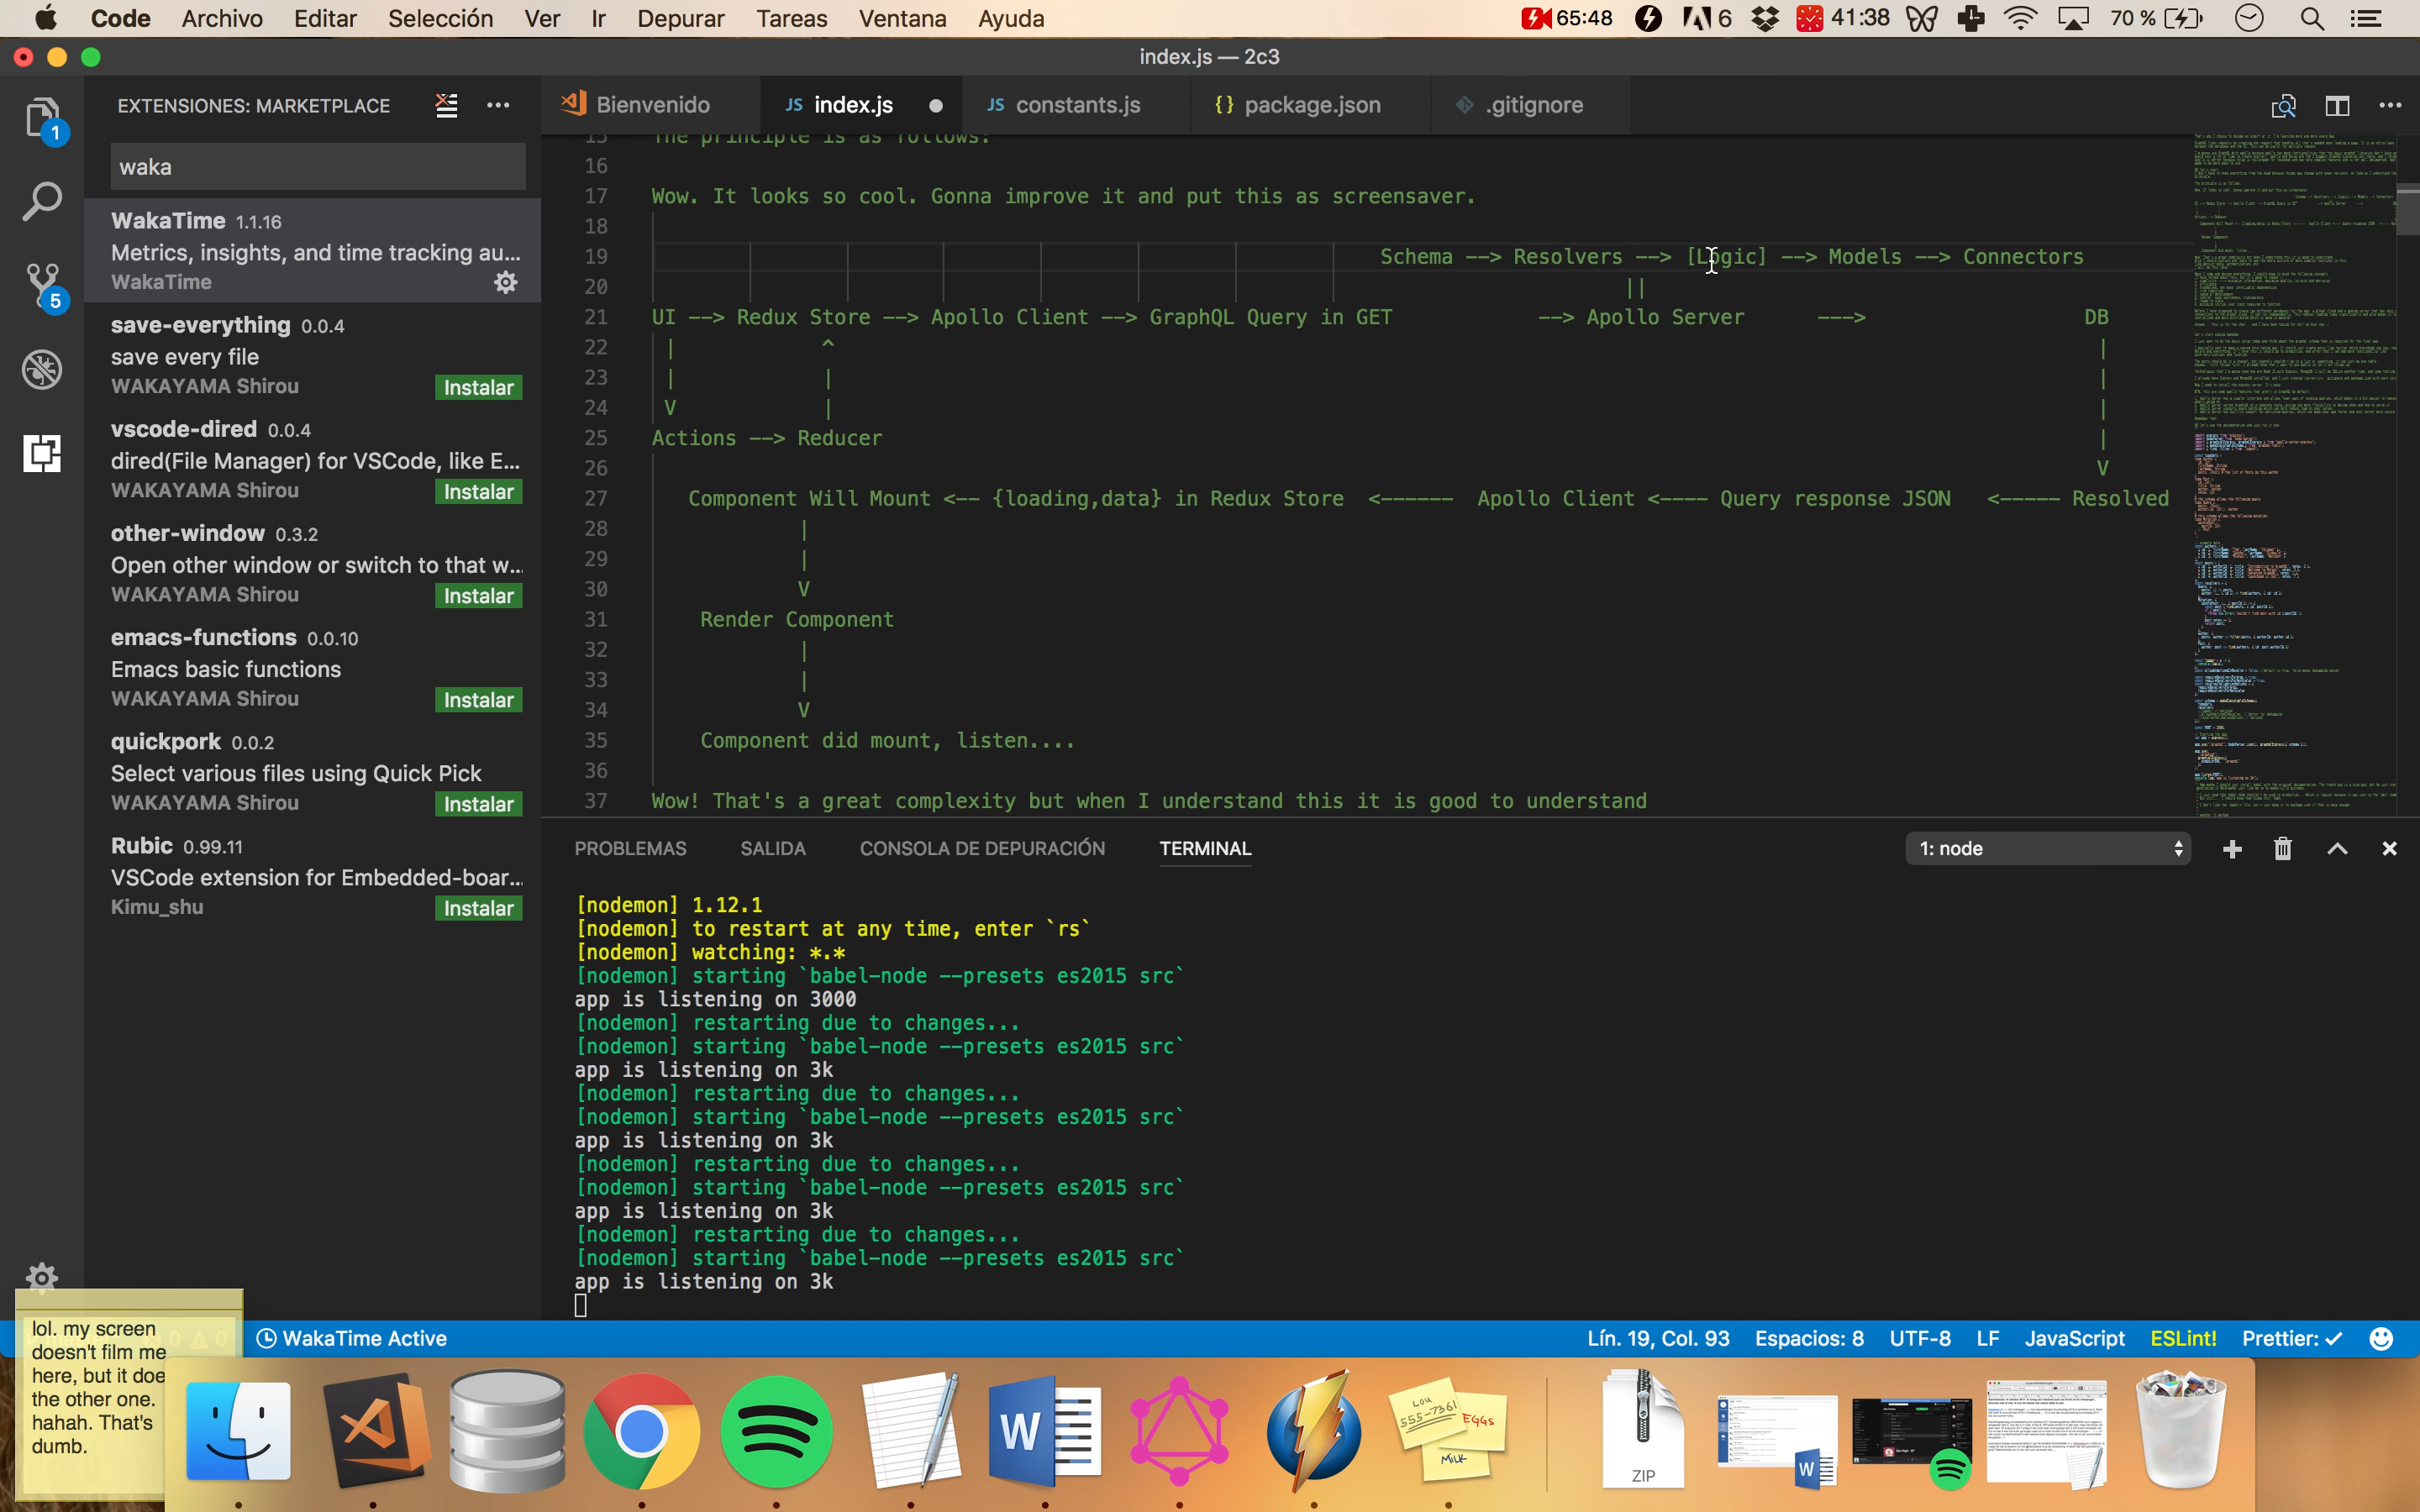 Code Archivo Editar Selección Ver Ir Depurar Tareas Ventana Ayuda 65:48 6 41:38 70 %
index.js — 2c3
EXTENSIONES: MARKETPLACE
Bienvenido JS index.js JS constants.js {} package.json .gitignore
waka
WakaTime 1.1.16
Metrics, insights, and time tracking au...
WakaTime
save-everything 0.0.4
save every file
WAKAYAMA Shirou Instalar
vscode-dired 0.0.4
dired(File Manager) for VSCode, like E...
WAKAYAMA Shirou Instalar
other-window 0.3.2
Open other window or switch to that w...
WAKAYAMA Shirou Instalar
emacs-functions 0.0.10
Emacs basic functions
WAKAYAMA Shirou Instalar
quickpork 0.0.2
Select various files using Quick Pick
WAKAYAMA Shirou Instalar
Rubic 0.99.11
VSCode extension for Embedded-boar...
Kimu_shu Instalar
15 The principle is as follows:
16
17 Wow. It looks so cool. Gonna improve it and put this as screensaver.
18
19 Schema --> Resolvers --> [Logic] --> Models --> Connectors
20 ||
21 UI --> Redux Store --> Apollo Client --> GraphQL Query in GET --> Apollo Server ---> DB
22 | ^ |
23 | | |
24 V | |
25 Actions --> Reducer |
26 V
27 Component Will Mount <-- {loading,data} in Redux Store <------ Apollo Client <---- Query response JSON <----- Resolved
28 |
29 |
30 V
31 Render Component
32 |
33 |
34 V
35 Component did mount, listen....
36
37 Wow! That's a great complexity but when I understand this it is good to understand
PROBLEMAS SALIDA CONSOLA DE DEPURACIÓN TERMINAL 1: node
[nodemon] 1.12.1
[nodemon] to restart at any time, enter `rs`
[nodemon] watching: *.*
[nodemon] starting `babel-node --presets es2015 src`
app is listening on 3000
[nodemon] restarting due to changes...
[nodemon] starting `babel-node --presets es2015 src`
app is listening on 3k
[nodemon] restarting due to changes...
[nodemon] starting `babel-node --presets es2015 src`
app is listening on 3k
[nodemon] restarting due to changes...
[nodemon] starting `babel-node --presets es2015 src`
app is listening on 3k
[nodemon] restarting due to changes...
[nodemon] starting `babel-node --presets es2015 src`
app is listening on 3k
1
5
0 0 WakaTime Active Lín. 19, Col. 93 Espacios: 8 UTF-8 LF JavaScript ESLint! Prettier: ✓
lol. my screen
doesn't film me
here, but it doe
the other one.
hahah. That's
dumb.
W
LOU
555-7361
EGGS
MILK
ZIP
W